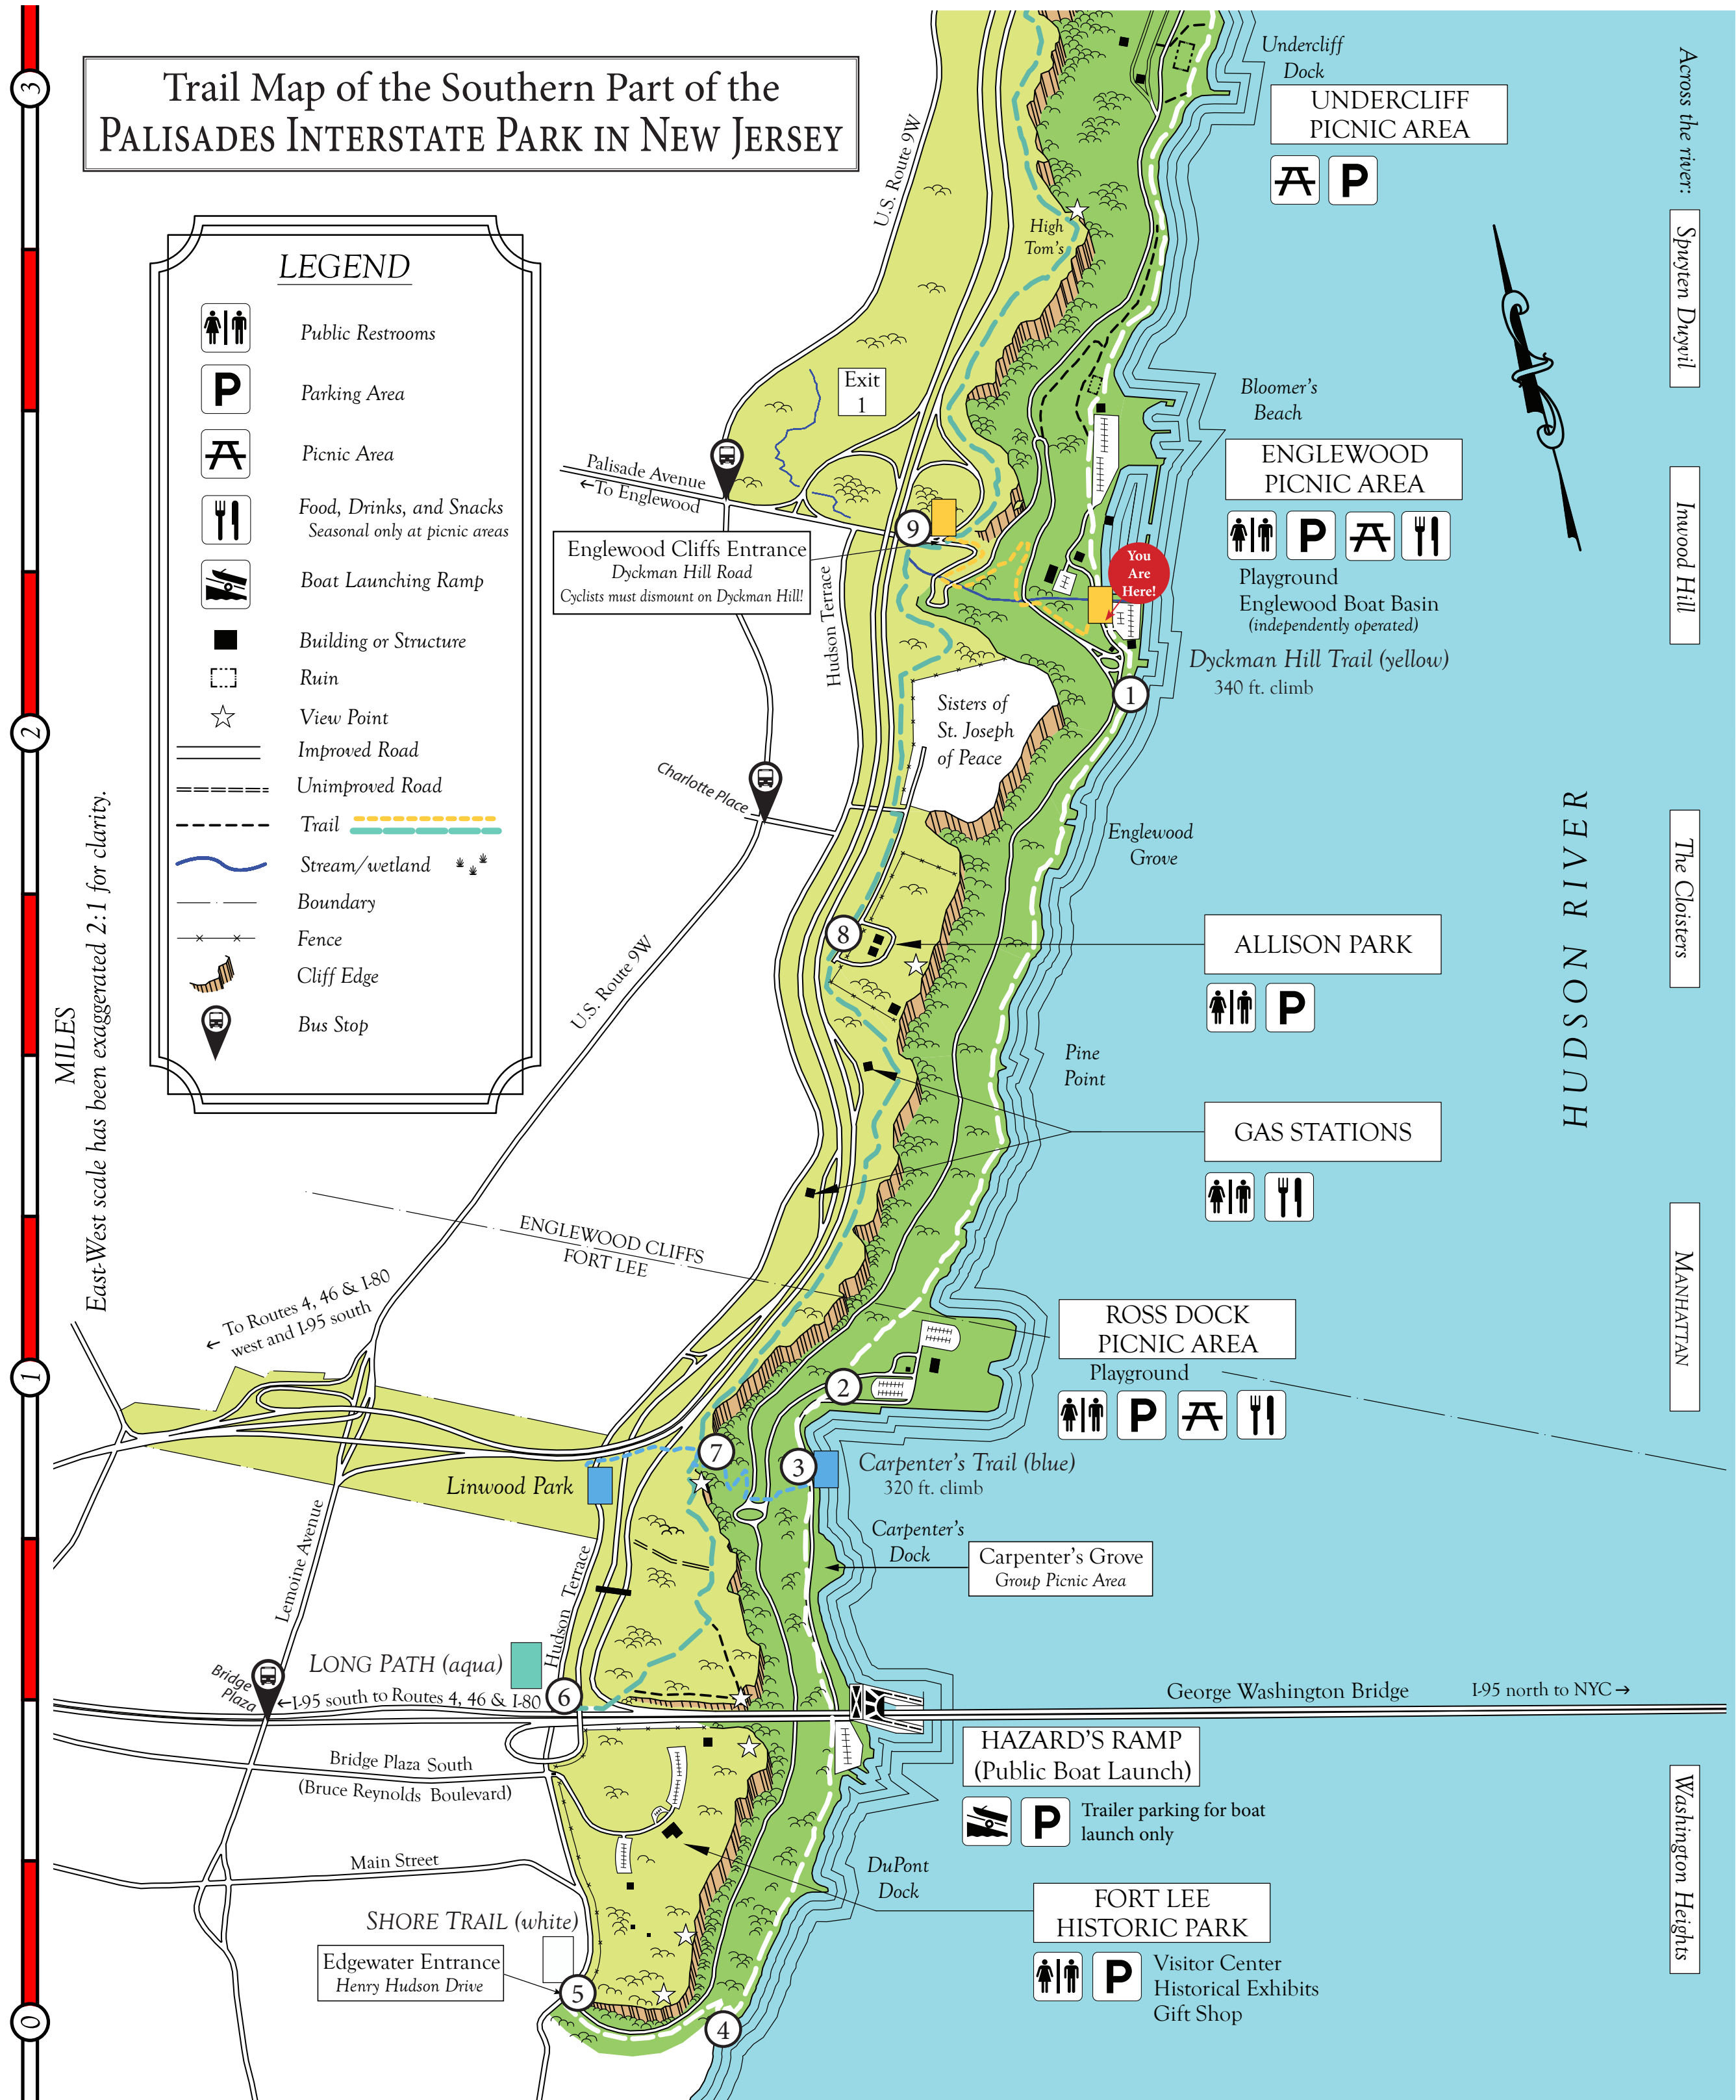 Trail Map of the Southern Part of the
PALISADES INTERSTATE PARK IN NEW JERSEY
LEGEND
Public Restrooms
P
Parking Area
Picnic Area
Food, Drinks, and Snacks
Seasonal only at picnic areas
Boat Launching Ramp
Building or Structure
Ruin
View Point
Improved Road
Unimproved Road
Trail
Stream/wetland
Boundary
Fence
Cliff Edge
Bus Stop
3
2
1
0
MILES
East-West scale has been exaggerated 2:1 for clarity.
U.S. Route 9W
High
Tom's
Exit
1
Palisade Avenue
←To Englewood
9
Englewood Cliffs Entrance
Dyckman Hill Road
Cyclists must dismount on Dyckman Hill!
Hudson Terrace
Sisters of
St. Joseph
of Peace
Charlotte Place
U.S. Route 9W
8
ENGLEWOOD CLIFFS
FORT LEE
← To Routes 4, 46 & I-80
west and I-95 south
Linwood Park
7
Lemoine Avenue
Hudson Terrace
LONG PATH (aqua)
Bridge
Plaza
←I-95 south to Routes 4, 46 & I-80
6
Bridge Plaza South
(Bruce Reynolds Boulevard)
Main Street
SHORE TRAIL (white)
Edgewater Entrance
Henry Hudson Drive
5
4
Undercliff
Dock
UNDERCLIFF
PICNIC AREA
P
Bloomer's
Beach
ENGLEWOOD
PICNIC AREA
P
Playground
Englewood Boat Basin
(independently operated)
You
Are
Here!
Dyckman Hill Trail (yellow)
340 ft. climb
1
Englewood
Grove
ALLISON PARK
P
Pine
Point
GAS STATIONS
ROSS DOCK
PICNIC AREA
Playground
P
2
3
Carpenter's Trail (blue)
320 ft. climb
Carpenter's
Dock
Carpenter's Grove
Group Picnic Area
George Washington Bridge
I-95 north to NYC →
HAZARD'S RAMP
(Public Boat Launch)
P
Trailer parking for boat
launch only
DuPont
Dock
FORT LEE
HISTORIC PARK
P
Visitor Center
Historical Exhibits
Gift Shop
HUDSON RIVER
Across the river:
Spuyten Duyvil
Inwood Hill
The Cloisters
MANHATTAN
Washington Heights